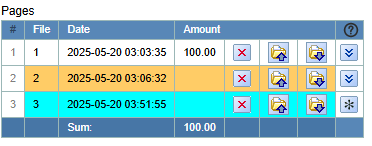 Pages
# File Date Amount ?
1 1 2025-05-20 03:03:35 100.00
2 2 2025-05-20 03:06:32
3 3 2025-05-20 03:51:55
Sum: 100.00